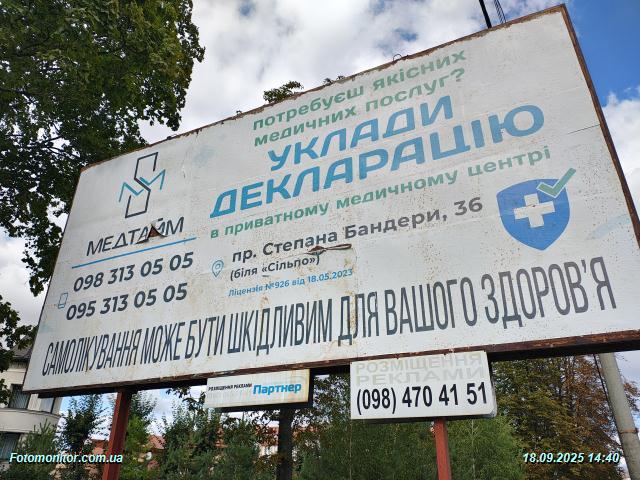 потребуєш якісних
медичних послуг?
УКЛАДИ
ДЕКЛАРАЦІЮ
в приватному медичному центрі
МЕДТАЙМ
098 313 05 05
095 313 05 05
пр. Степана Бандери, 36
(біля «Сільпо»)
Ліцензія №926 від 18.05.2023
САМОЛІКУВАННЯ МОЖЕ БУТИ ШКІДЛИВИМ ДЛЯ ВАШОГО ЗДОРОВ'Я
РОЗМІЩЕННЯ РЕКЛАМИ
Партнер
РОЗМІЩЕННЯ
РЕКЛАМИ
(098) 470 41 51
Fotomonitor.com.ua
18.09.2025 14:40